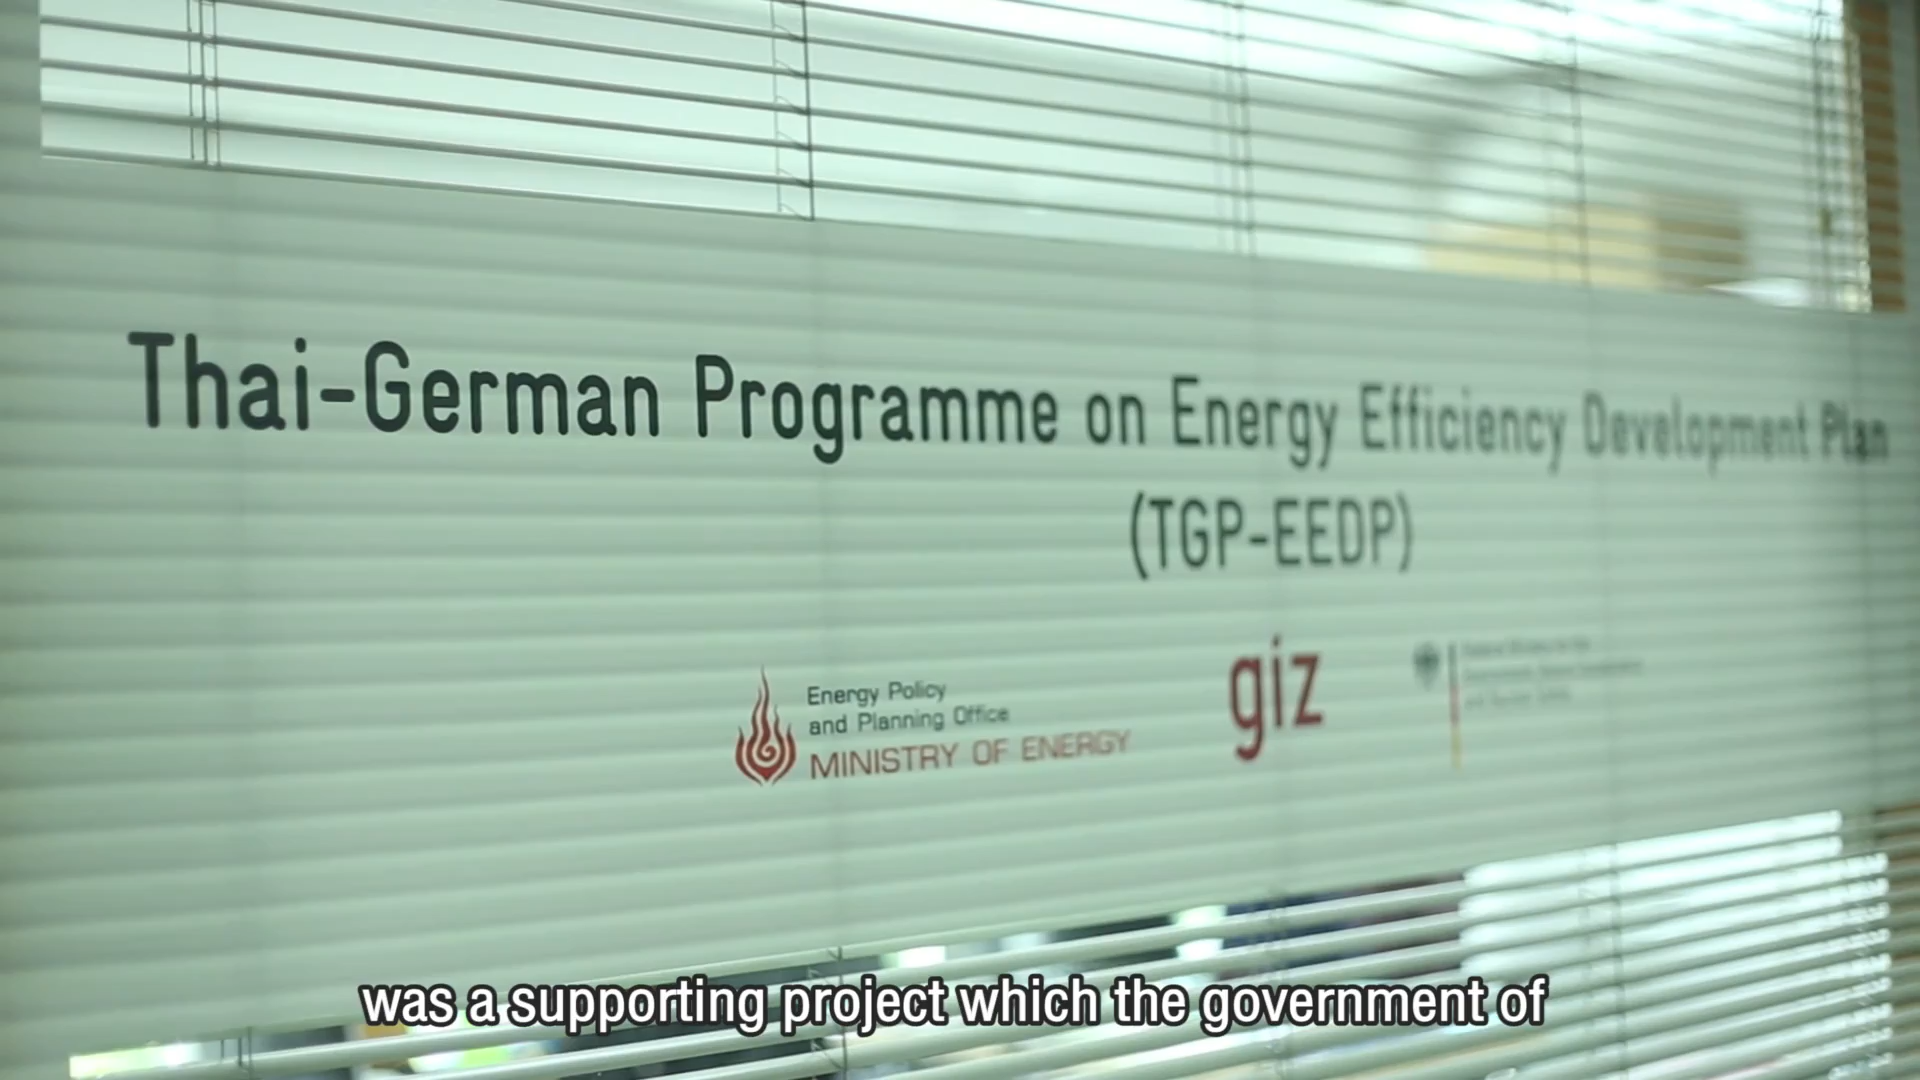 Thai-German Programme on Energy Efficiency Development Plan
(TGP-EEDP)
Energy Policy
and Planning Office
MINISTRY OF ENERGY
giz
was a supporting project which the government of